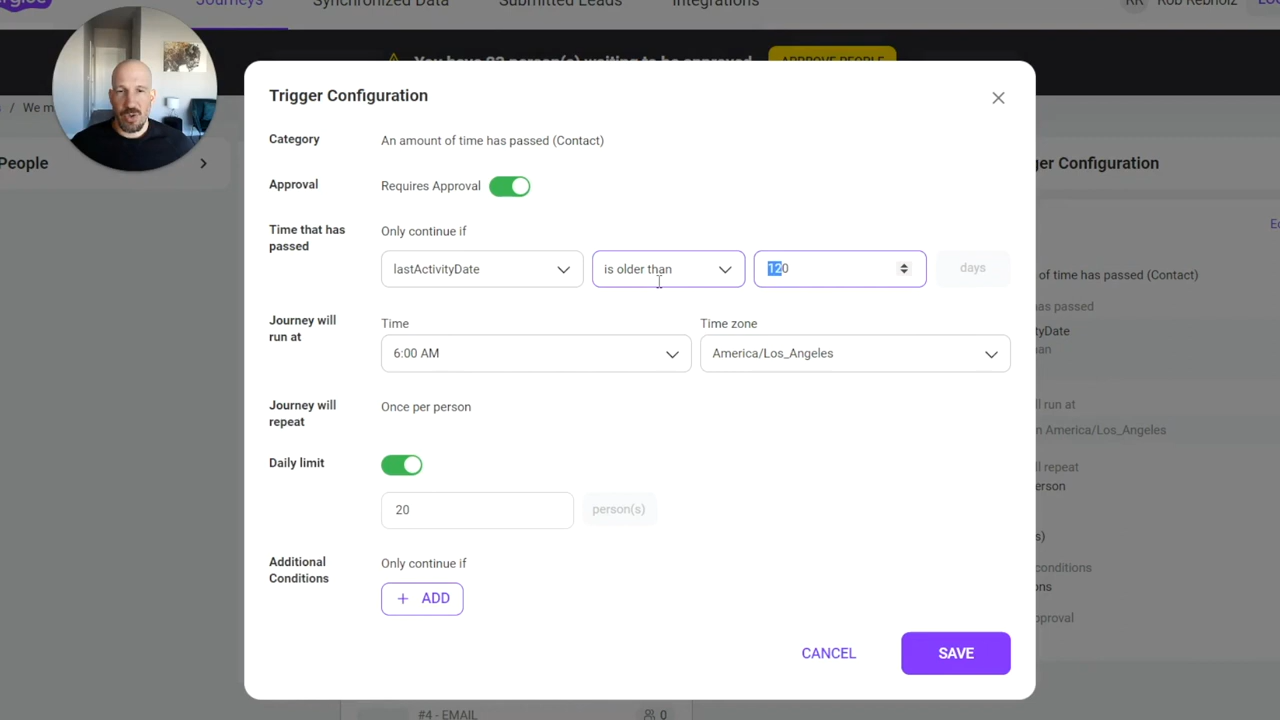 Journeys Synchronized Data Submitted Leads Integrations RR Rob Rebholz
You have 92 person(s) waiting to be approved APPROVE PEOPLE
/ We m
People
Trigger Configuration
Category An amount of time has passed (Contact)
Approval Requires Approval
Time that has passed Only continue if
lastActivityDate is older than 120 days
Journey will run at Time Time zone
6:00 AM America/Los_Angeles
Journey will repeat Once per person
Daily limit
20 person(s)
Additional Conditions Only continue if
+ ADD
CANCEL SAVE
ger Configuration
of time has passed (Contact)
has passed
tyDate
han
ll run at
n America/Los_Angeles
ll repeat
erson
s)
conditions
ons
pproval
#4 - EMAIL 0